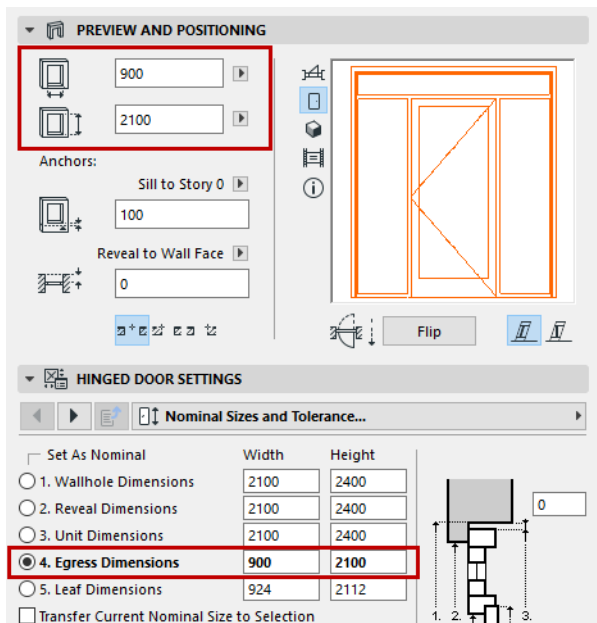 PREVIEW AND POSITIONING
900
2100
Anchors:
Sill to Story 0
100
Reveal to Wall Face
0
Flip
HINGED DOOR SETTINGS
Nominal Sizes and Tolerance...
Set As Nominal Width Height
1. Wallhole Dimensions 2100 2400
2. Reveal Dimensions 2100 2400
3. Unit Dimensions 2100 2400
4. Egress Dimensions 900 2100
5. Leaf Dimensions 924 2112
Transfer Current Nominal Size to Selection
0
1. 2. 3.